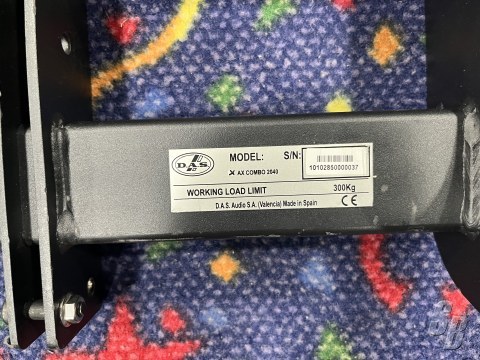 D.A.S.
MODEL: S/N:
AX COMBO 2040
10102850000037
WORKING LOAD LIMIT 300Kg
D.A.S. Audio S.A. (Valencia) Made in Spain CE